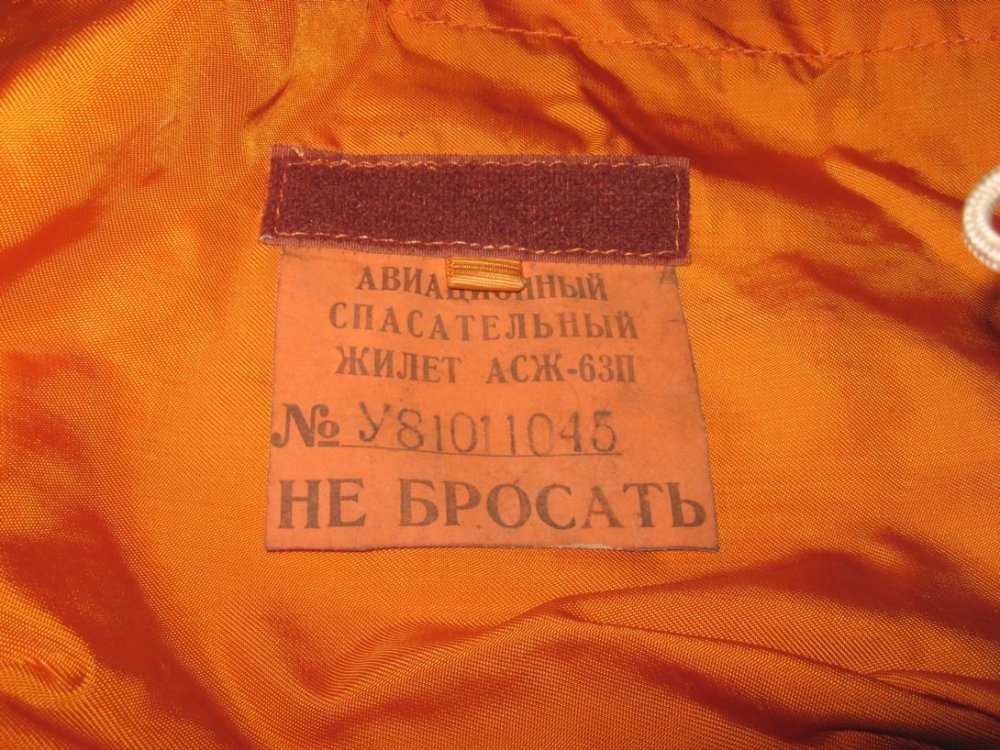 АВИАЦИОННЫЙ
СПАСАТЕЛЬНЫЙ
ЖИЛЕТ АСЖ-63П
№ У81011045
НЕ БРОСАТЬ